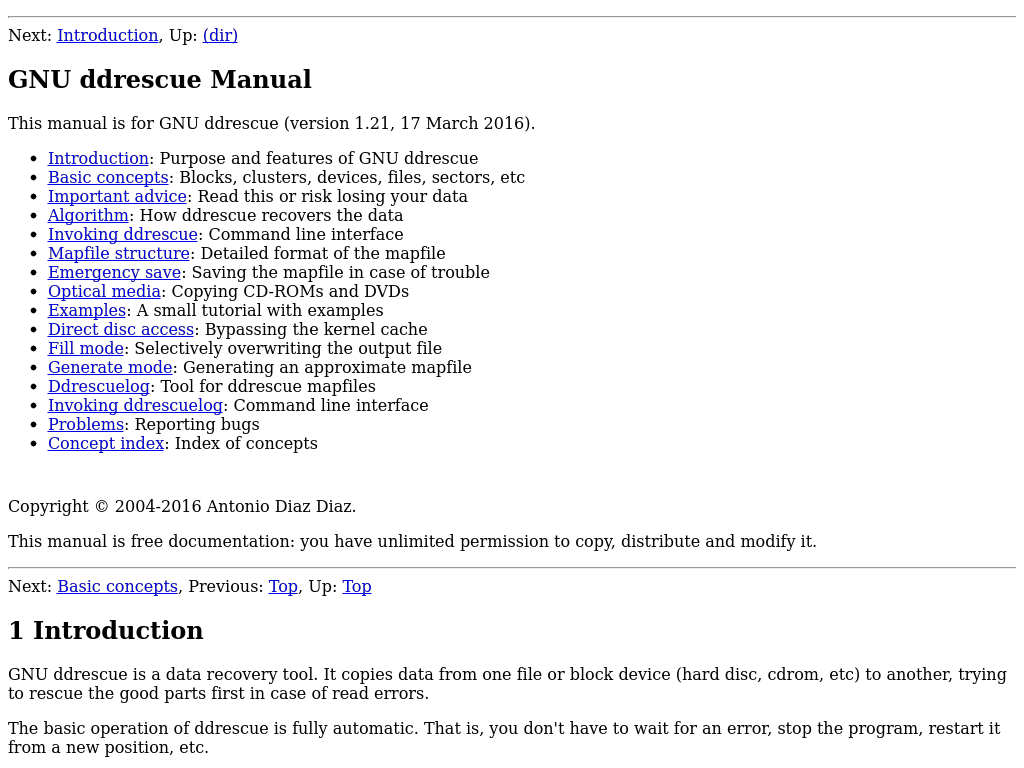 Next: Introduction, Up: (dir)
GNU ddrescue Manual
This manual is for GNU ddrescue (version 1.21, 17 March 2016).
• Introduction: Purpose and features of GNU ddrescue
• Basic concepts: Blocks, clusters, devices, files, sectors, etc
• Important advice: Read this or risk losing your data
• Algorithm: How ddrescue recovers the data
• Invoking ddrescue: Command line interface
• Mapfile structure: Detailed format of the mapfile
• Emergency save: Saving the mapfile in case of trouble
• Optical media: Copying CD-ROMs and DVDs
• Examples: A small tutorial with examples
• Direct disc access: Bypassing the kernel cache
• Fill mode: Selectively overwriting the output file
• Generate mode: Generating an approximate mapfile
• Ddrescuelog: Tool for ddrescue mapfiles
• Invoking ddrescuelog: Command line interface
• Problems: Reporting bugs
• Concept index: Index of concepts
Copyright © 2004-2016 Antonio Diaz Diaz.
This manual is free documentation: you have unlimited permission to copy, distribute and modify it.
Next: Basic concepts, Previous: Top, Up: Top
1 Introduction
GNU ddrescue is a data recovery tool. It copies data from one file or block device (hard disc, cdrom, etc) to another, trying
to rescue the good parts first in case of read errors.
The basic operation of ddrescue is fully automatic. That is, you don't have to wait for an error, stop the program, restart it
from a new position, etc.